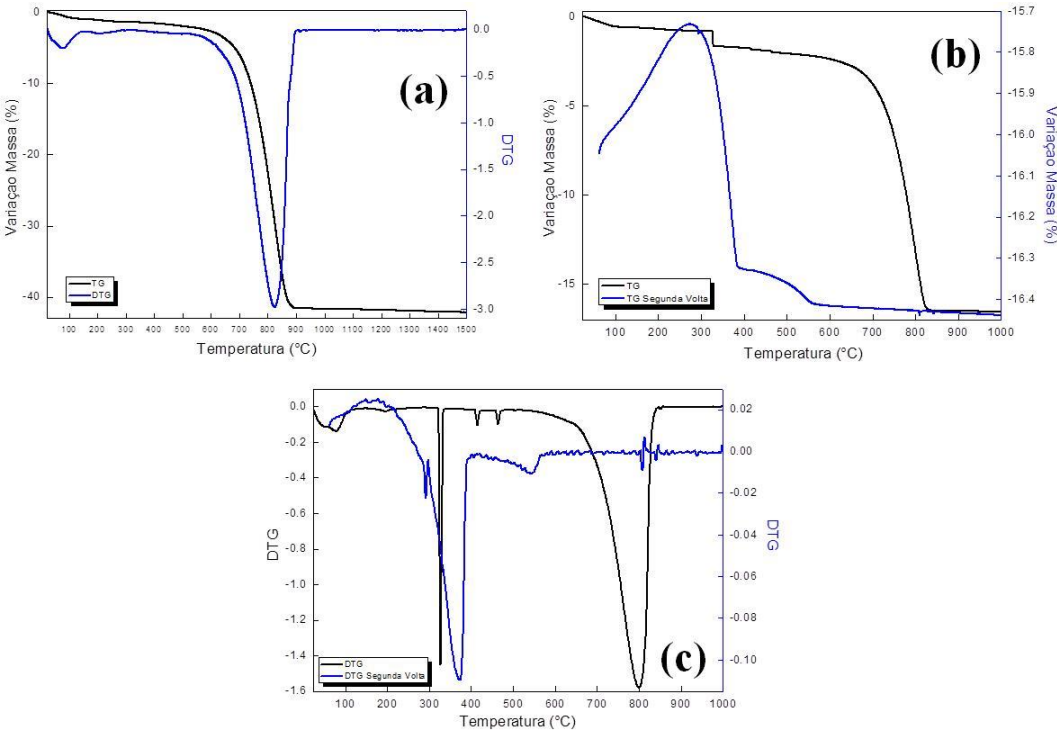 (a)
Variaçao Massa (%)
0
-10
-20
-30
-40
0.0
-0.5
-1.0
-1.5
-2.0
-2.5
-3.0
DTG
TG
DTG
100 200 300 400 500 600 700 800 900 1000 1100 1200 1300 1400 1500
Temperatura (°C)
(b)
Variaçao Massa (%)
0
-5
-10
-15
-15.7
-15.8
-15.9
-16.0
-16.1
-16.2
-16.3
-16.4
Variaçao Massa (%)
TG
TG Segunda Volta
100 200 300 400 500 600 700 800 900 1000
Temperatura (°C)
(c)
DTG
0.0
-0.2
-0.4
-0.6
-0.8
-1.0
-1.2
-1.4
-1.6
0.02
0.00
-0.02
-0.04
-0.06
-0.08
-0.10
DTG
DTG
DTG Segunda Volta
100 200 300 400 500 600 700 800 900 1000
Temperatura (°C)